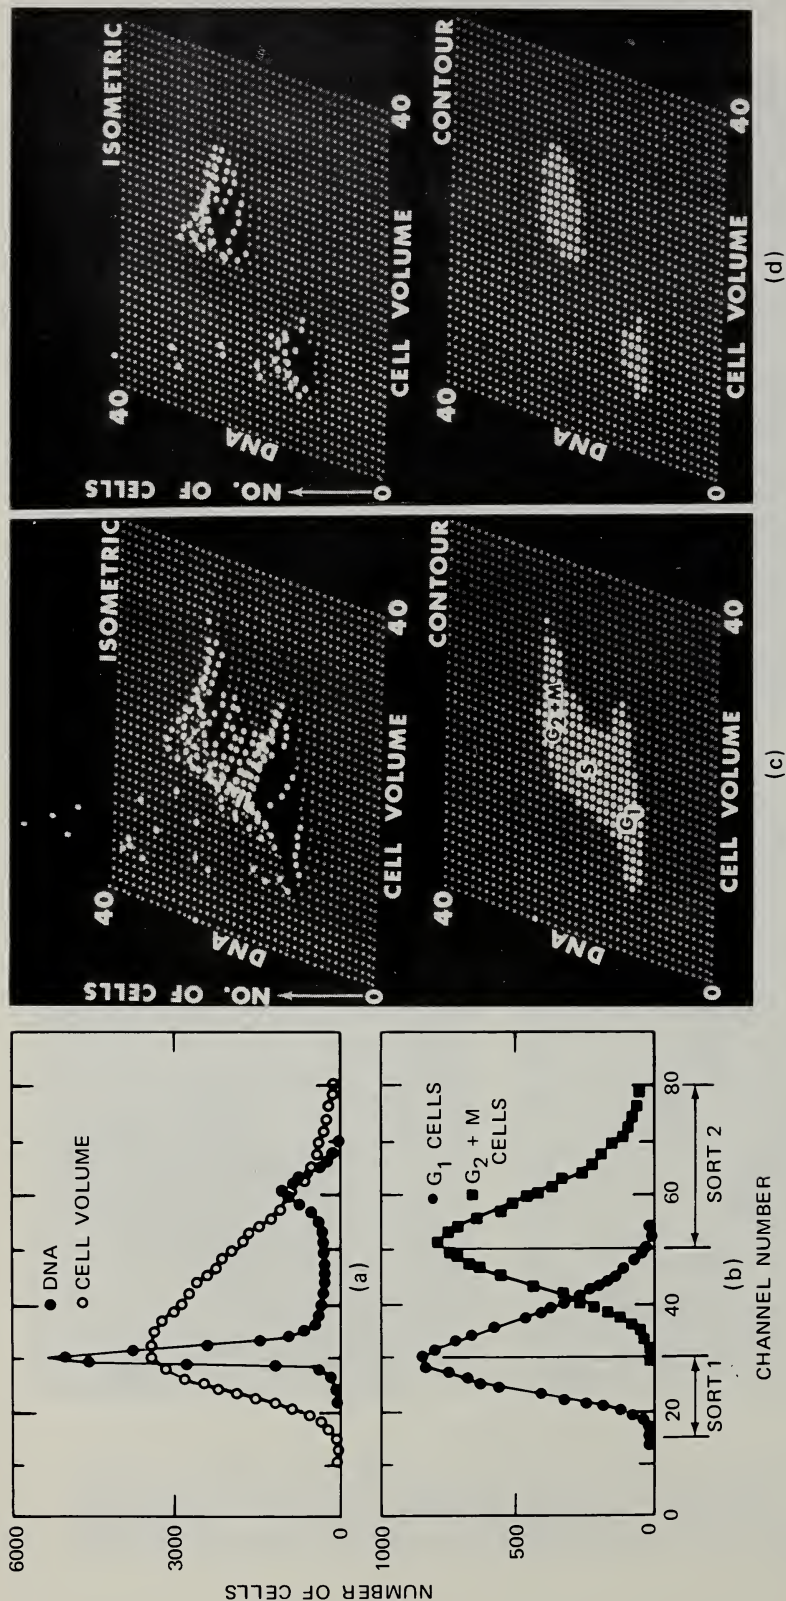 6000
3000
0
● DNA
○ CELL VOLUME
(a)
NUMBER OF CELLS
1000
500
0
● G1 CELLS
■ G2 + M
CELLS
0
20
40
60
80
SORT 1
SORT 2
(b)
CHANNEL NUMBER
ISOMETRIC
40
DNA
NO. OF CELLS
0
CELL VOLUME
40
CONTOUR
G2+M
S
G1
DNA
0
CELL VOLUME
40
(c)
ISOMETRIC
40
DNA
NO. OF CELLS
0
CELL VOLUME
40
CONTOUR
DNA
0
CELL VOLUME
40
(d)